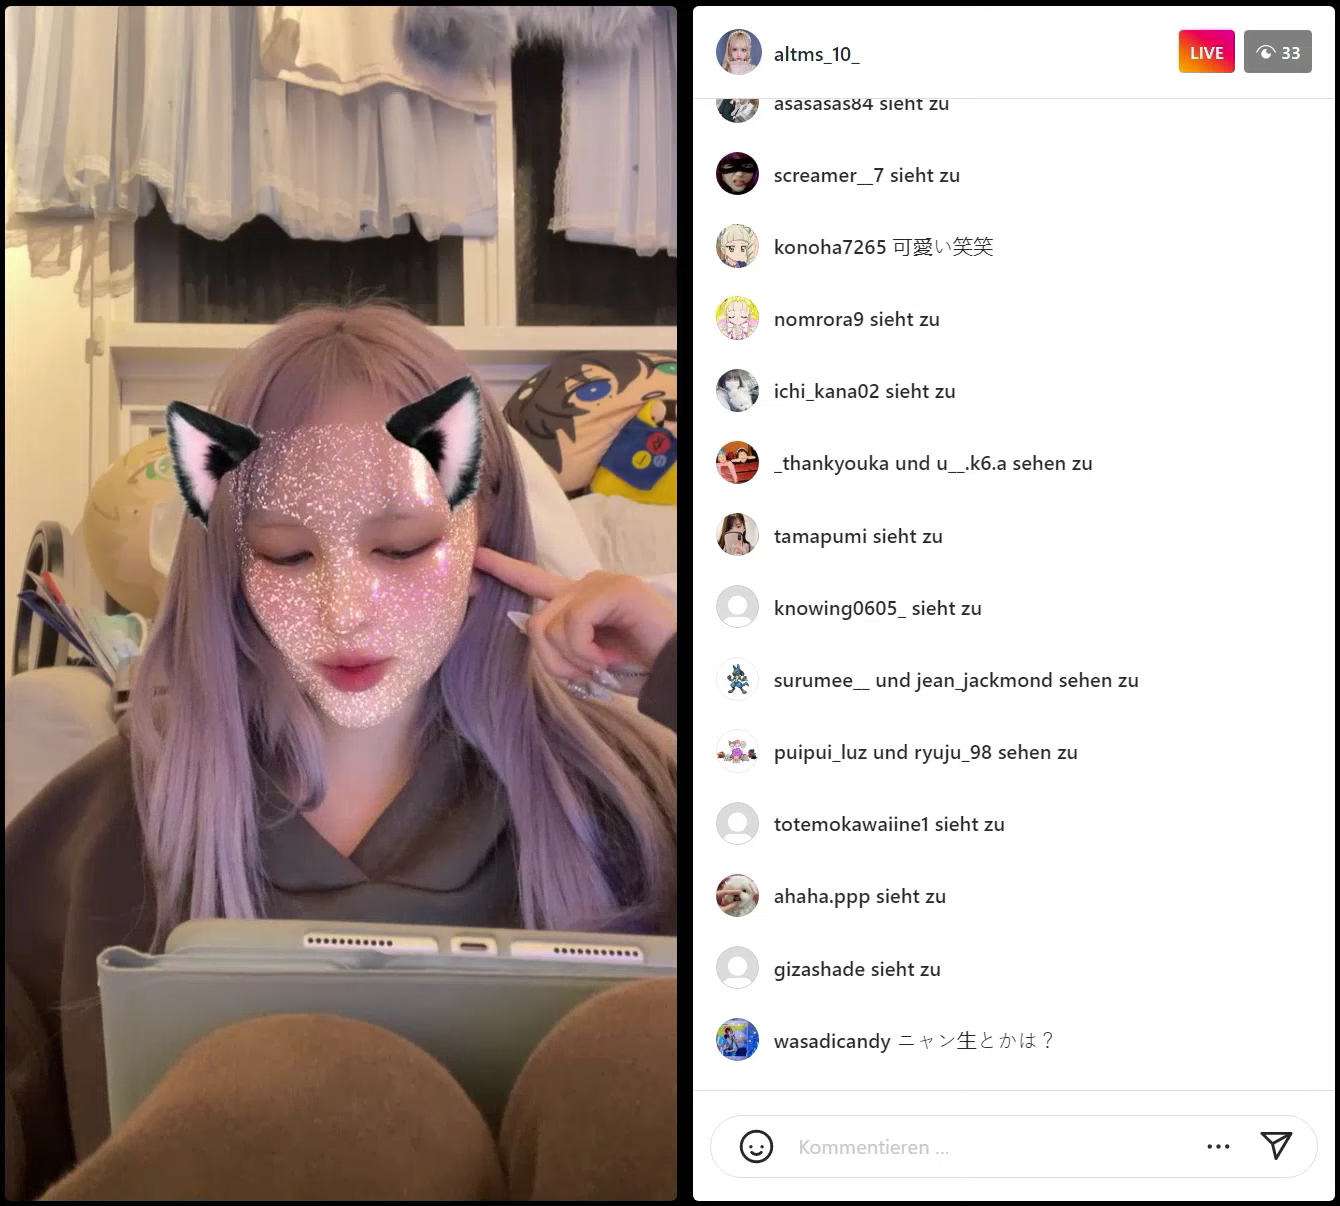 altms_10_
LIVE
33
asasasas84 sieht zu
screamer__7 sieht zu
konoha7265 可愛い笑笑
nomrora9 sieht zu
ichi_kana02 sieht zu
_thankyouka und u__.k6.a sehen zu
tamapumi sieht zu
knowing0605_ sieht zu
surumee__ und jean_jackmond sehen zu
puipui_luz und ryuju_98 sehen zu
totemokawaiine1 sieht zu
ahaha.ppp sieht zu
gizashade sieht zu
wasadicandy ニャン生とかは？
Kommentieren ...